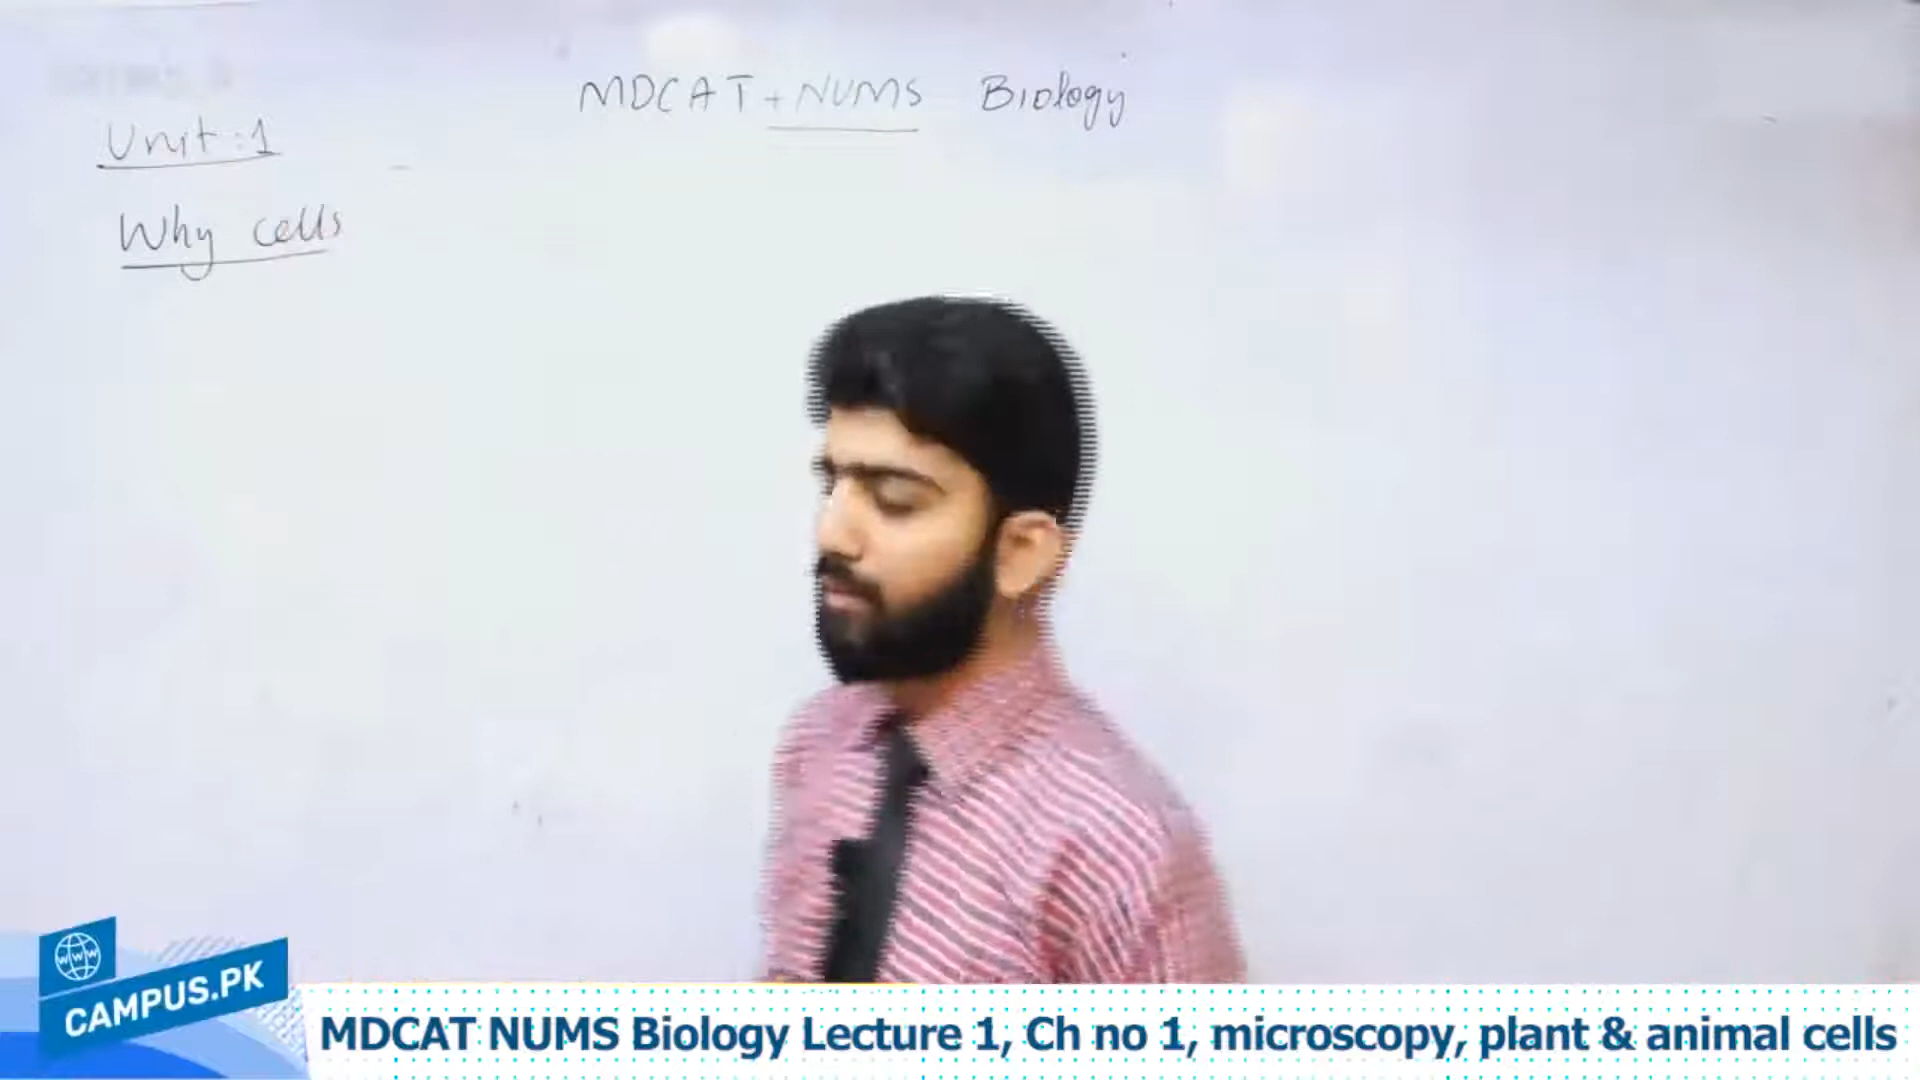 MDCAT + NUMS Biology
Unit : 1
Why cells
WWW
CAMPUS.PK
MDCAT NUMS Biology Lecture 1, Ch no 1, microscopy, plant & animal cells